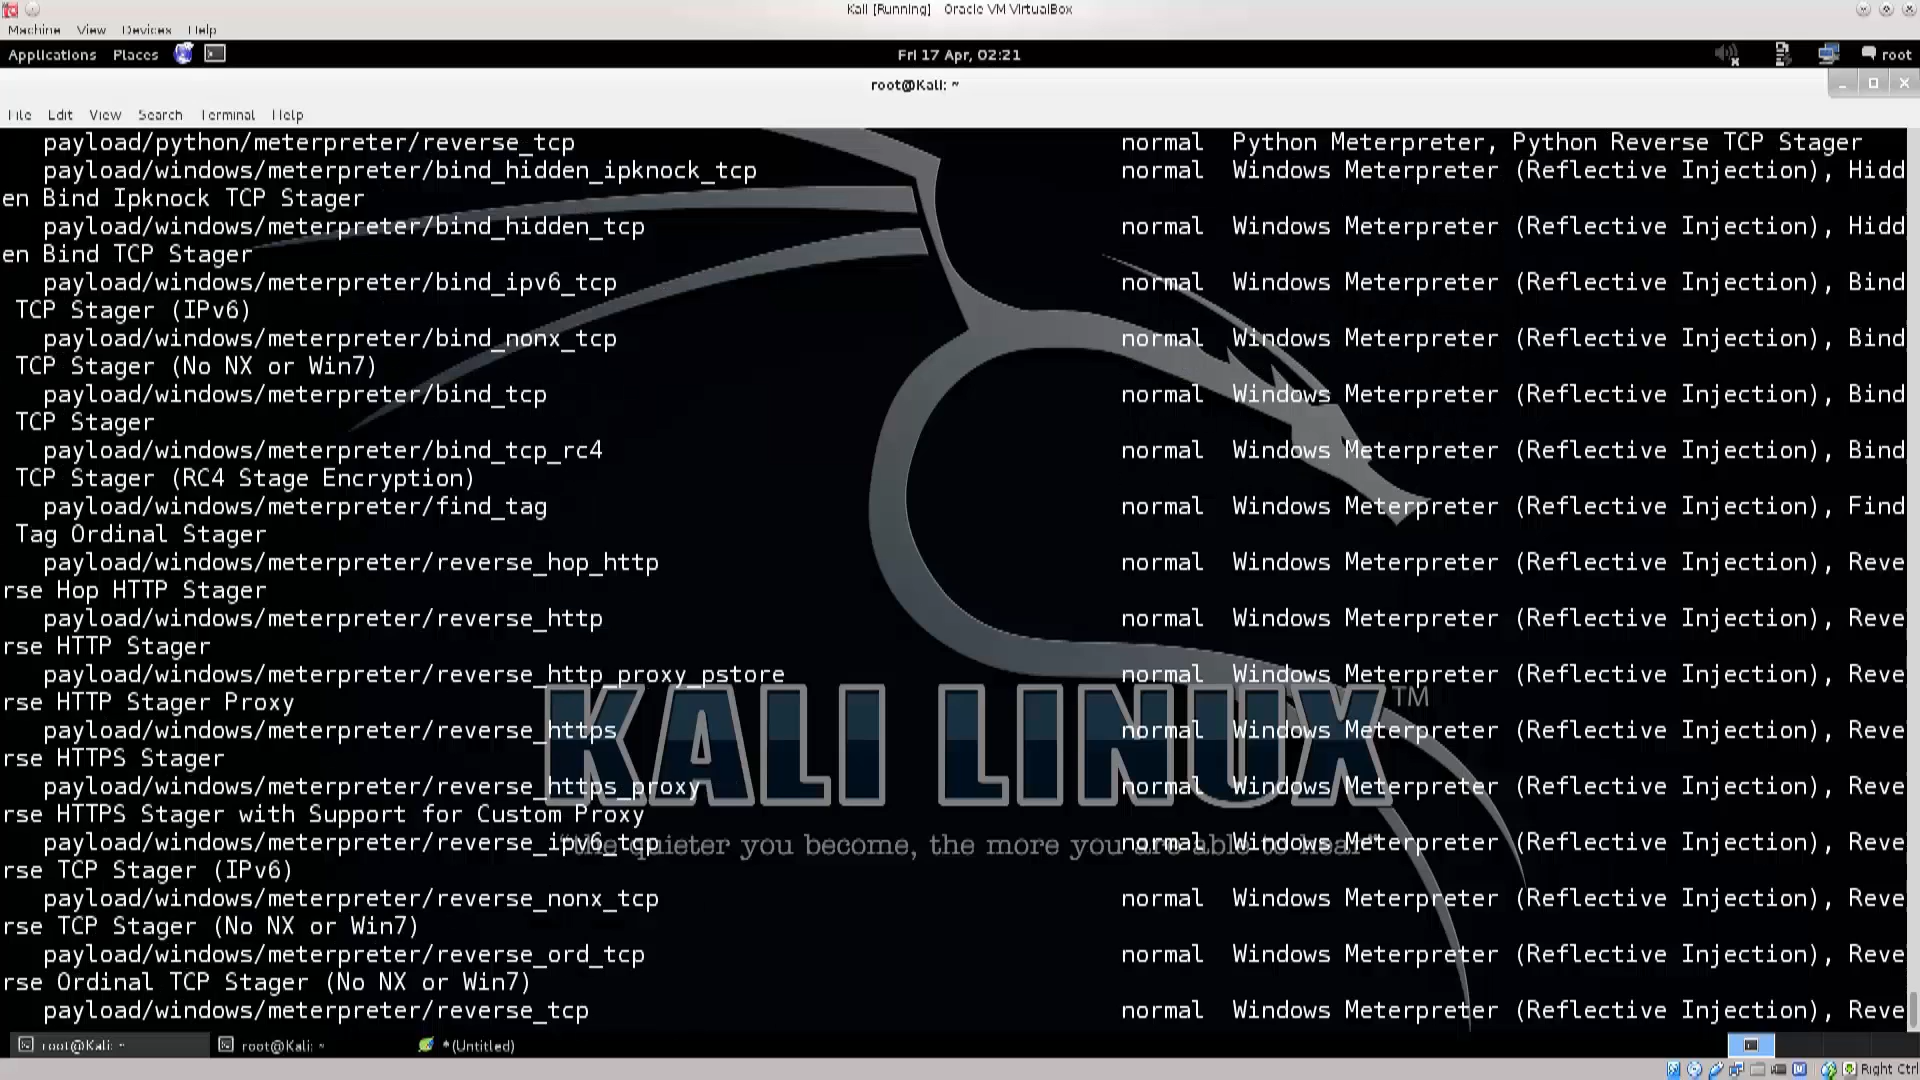 Kali [Running] - Oracle VM VirtualBox
Machine View Devices Help
Applications Places Fri 17 Apr, 02:21 root
root@Kali: ~
File Edit View Search Terminal Help
payload/python/meterpreter/reverse_tcp normal Python Meterpreter, Python Reverse TCP Stager
payload/windows/meterpreter/bind_hidden_ipknock_tcp normal Windows Meterpreter (Reflective Injection), Hidd
en Bind Ipknock TCP Stager
payload/windows/meterpreter/bind_hidden_tcp normal Windows Meterpreter (Reflective Injection), Hidd
en Bind TCP Stager
payload/windows/meterpreter/bind_ipv6_tcp normal Windows Meterpreter (Reflective Injection), Bind
TCP Stager (IPv6)
payload/windows/meterpreter/bind_nonx_tcp normal Windows Meterpreter (Reflective Injection), Bind
TCP Stager (No NX or Win7)
payload/windows/meterpreter/bind_tcp normal Windows Meterpreter (Reflective Injection), Bind
TCP Stager
payload/windows/meterpreter/bind_tcp_rc4 normal Windows Meterpreter (Reflective Injection), Bind
TCP Stager (RC4 Stage Encryption)
payload/windows/meterpreter/find_tag normal Windows Meterpreter (Reflective Injection), Find
Tag Ordinal Stager
payload/windows/meterpreter/reverse_hop_http normal Windows Meterpreter (Reflective Injection), Reve
rse Hop HTTP Stager
payload/windows/meterpreter/reverse_http normal Windows Meterpreter (Reflective Injection), Reve
rse HTTP Stager
payload/windows/meterpreter/reverse_http_proxy_pstore normal Windows Meterpreter (Reflective Injection), Reve
rse HTTP Stager Proxy
payload/windows/meterpreter/reverse_https normal Windows Meterpreter (Reflective Injection), Reve
rse HTTPS Stager
payload/windows/meterpreter/reverse_https_proxy normal Windows Meterpreter (Reflective Injection), Reve
rse HTTPS Stager with Support for Custom Proxy
payload/windows/meterpreter/reverse_ipv6_tcp normal Windows Meterpreter (Reflective Injection), Reve
rse TCP Stager (IPv6)
payload/windows/meterpreter/reverse_nonx_tcp normal Windows Meterpreter (Reflective Injection), Reve
rse TCP Stager (No NX or Win7)
payload/windows/meterpreter/reverse_ord_tcp normal Windows Meterpreter (Reflective Injection), Reve
rse Ordinal TCP Stager (No NX or Win7)
payload/windows/meterpreter/reverse_tcp normal Windows Meterpreter (Reflective Injection), Reve
KALI LINUX™
"the quieter you become, the more you are able to hear"
root@Kali: ~ root@Kali: ~ *(Untitled)
Right Ctrl